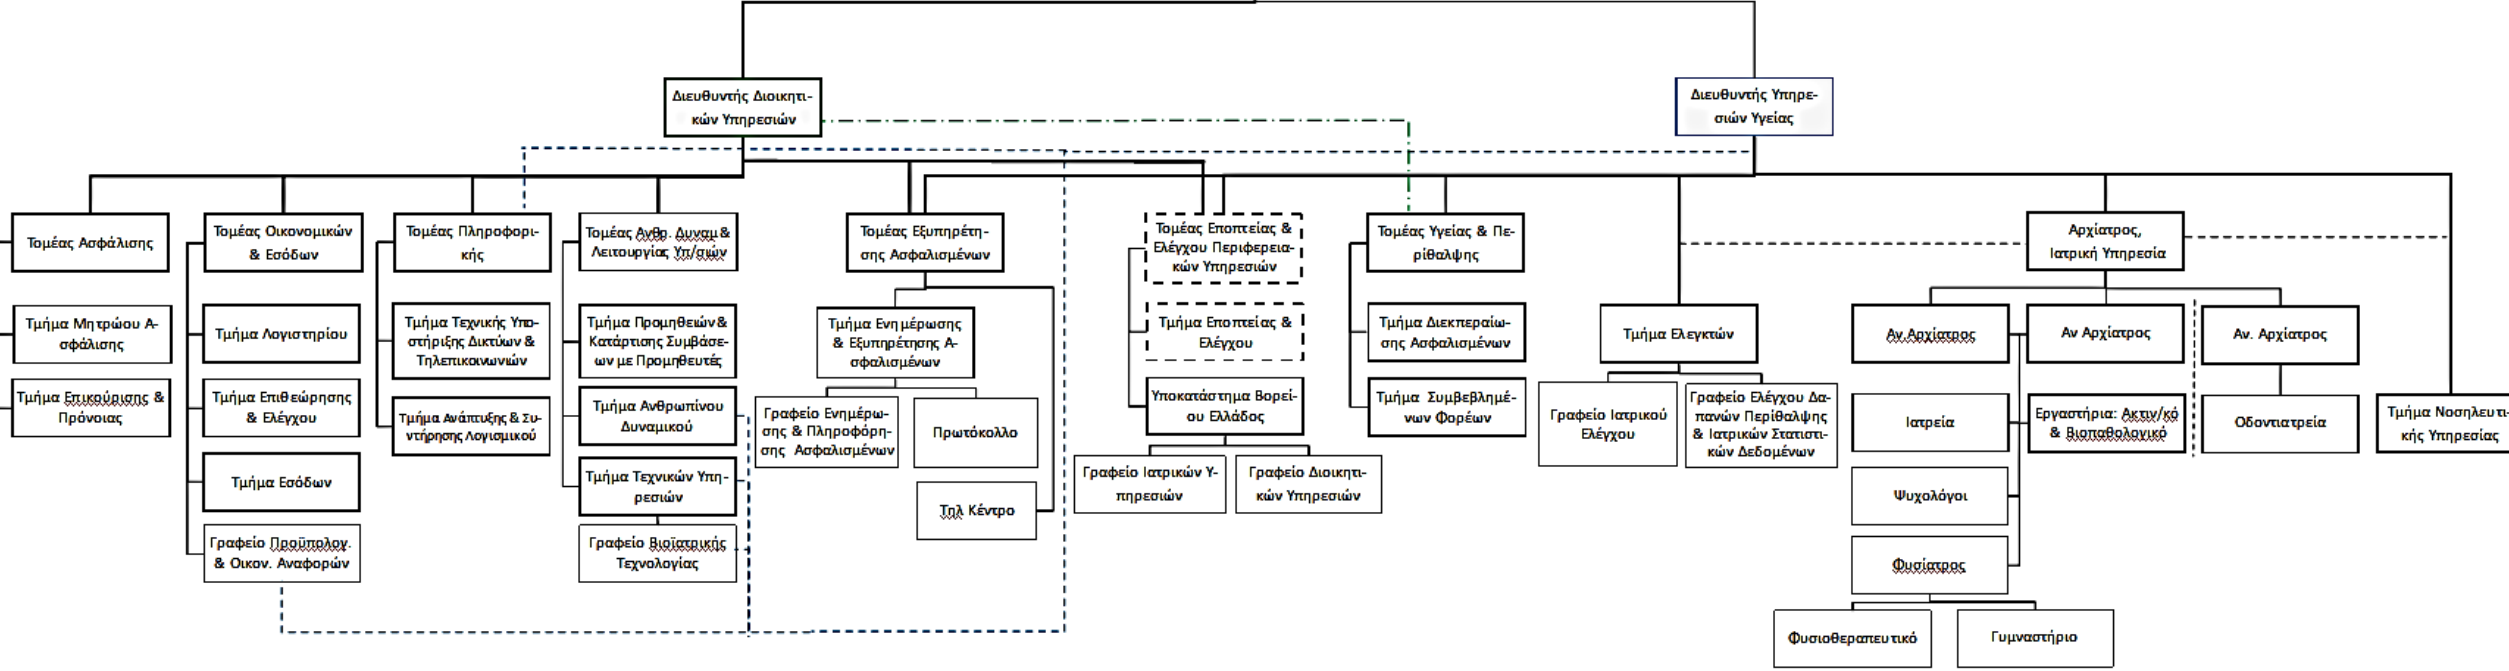 Διευθυντής Διοικητι-
κών Υπηρεσιών
Διευθυντής Υπηρε-
σιών Υγείας
Τομέας Ασφάλισης
Τομέας Οικονομικών
& Εσόδων
Τομέας Πληροφορι-
κής
Τομέας Ανθρ. Δυναμ &
Λειτουργίας Υπ/σιών
Τομέας Εξυπηρέτη-
σης Ασφαλισμένων
Τομέας Εποπτείας &
Ελέγχου Περιφερεια-
κών Υπηρεσιών
Τομέας Υγείας & Πε-
ρίθαλψης
Αρχίατρος,
Ιατρική Υπηρεσία
Τμήμα Μητρώου Α-
σφάλισης
Τμήμα Επικούρισης &
Πρόνοιας
Τμήμα Λογιστηρίου
Τμήμα Επιθεώρησης
& Ελέγχου
Τμήμα Εσόδων
Γραφείο Προϋπολογ.
& Οικον. Αναφορών
Τμήμα Τεχνικής Υπο-
στήριξης Δικτύων &
Τηλεπικοινωνιών
Τμήμα Ανάπτυξης & Συ-
ντήρησης Λογισμικού
Τμήμα Προμηθειών &
Κατάρτισης Συμβάσε-
ων με Προμηθευτές
Τμήμα Ανθρωπίνου
Δυναμικού
Τμήμα Τεχνικών Υπη-
ρεσιών
Γραφείο Βιοϊατρικής
Τεχνολογίας
Τμήμα Ενημέρωσης
& Εξυπηρέτησης Α-
σφαλισμένων
Γραφείο Ενημέρω-
σης & Πληροφόρη-
σης Ασφαλισμένων
Πρωτόκολλο
Τηλ Κέντρο
Τμήμα Εποπτείας &
Ελέγχου
Υποκατάστημα Βορεί-
ου Ελλάδος
Γραφείο Ιατρικών Υ-
πηρεσιών
Γραφείο Διοικητι-
κών Υπηρεσιών
Τμήμα Διεκπεραίω-
σης Ασφαλισμένων
Τμήμα Συμβεβλημέ-
νων Φορέων
Τμήμα Ελεγκτών
Γραφείο Ιατρικού
Ελέγχου
Γραφείο Ελέγχου Δα-
πανών Περίθαλψης
& Ιατρικών Στατιστι-
κών Δεδομένων
Αν Αρχίατρος
Αν Αρχίατρος
Αν. Αρχίατρος
Ιατρεία
Εργαστήρια: Ακτιν/κό
& Βιοπαθολογικό
Οδοντιατρεία
Τμήμα Νοσηλευτι-
κής Υπηρεσίας
Ψυχολόγοι
Φυσίατρος
Φυσιοθεραπευτικό
Γυμναστήριο